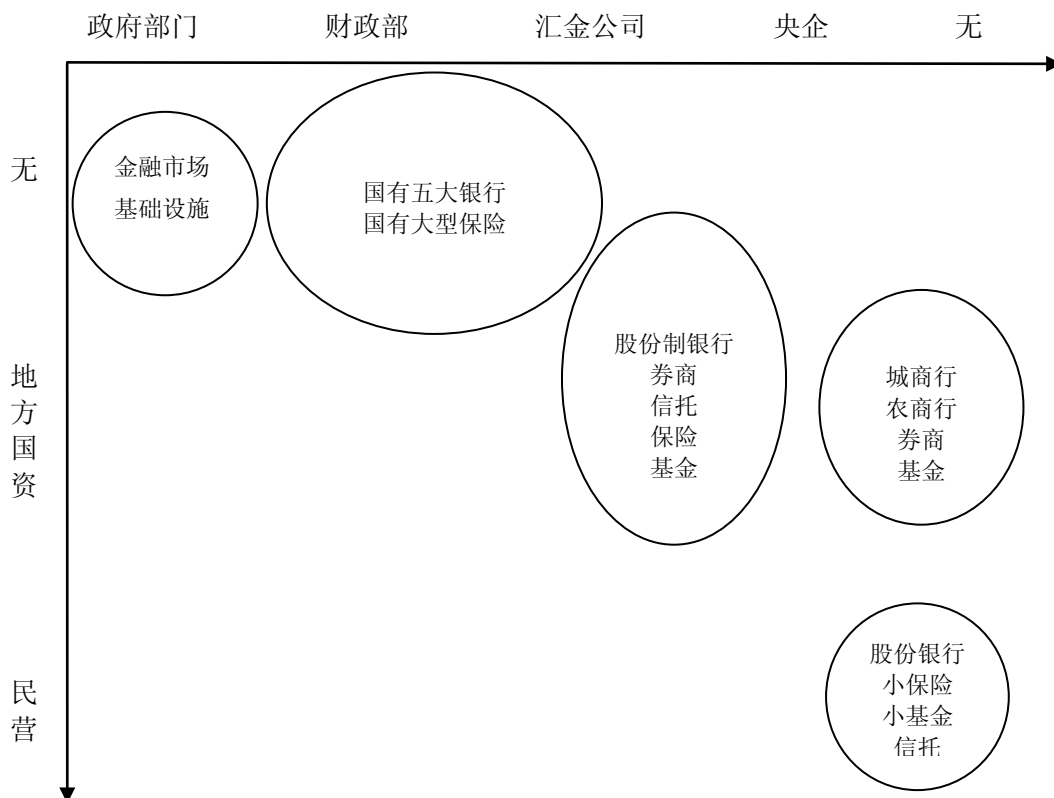 政府部门 财政部 汇金公司 央企 无
无
金融市场
基础设施
国有五大银行
国有大型保险
地方国资
股份制银行
券商
信托
保险
基金
城商行
农商行
券商
基金
民营
股份银行
小保险
小基金
信托